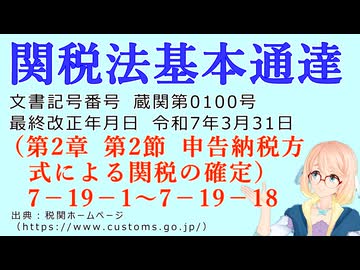 関税法基本通達
文書記号番号 蔵関第0100号
最終改正年月日 令和7年3月31日
（第2章 第2節 申告納税方
式による関税の確定）
7－19－1～7－19－18
出典：税関ホームページ
（https://www.customs.go.jp/）